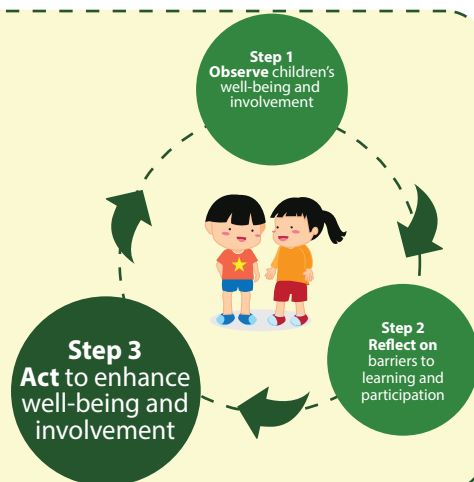 Step 1
Observe children's
well-being and
involvement
Step 2
Reflect on
barriers to
learning and
participation
Step 3
Act to enhance
well-being and
involvement